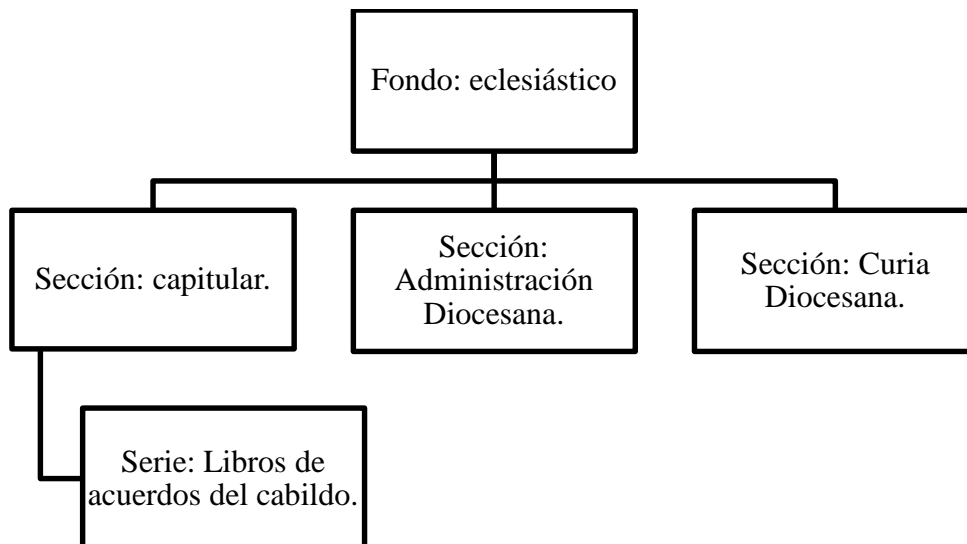 Fondo: eclesiástico
Sección: capitular.
Sección:
Administración
Diocesana.
Sección: Curia
Diocesana.
Serie: Libros de
acuerdos del cabildo.